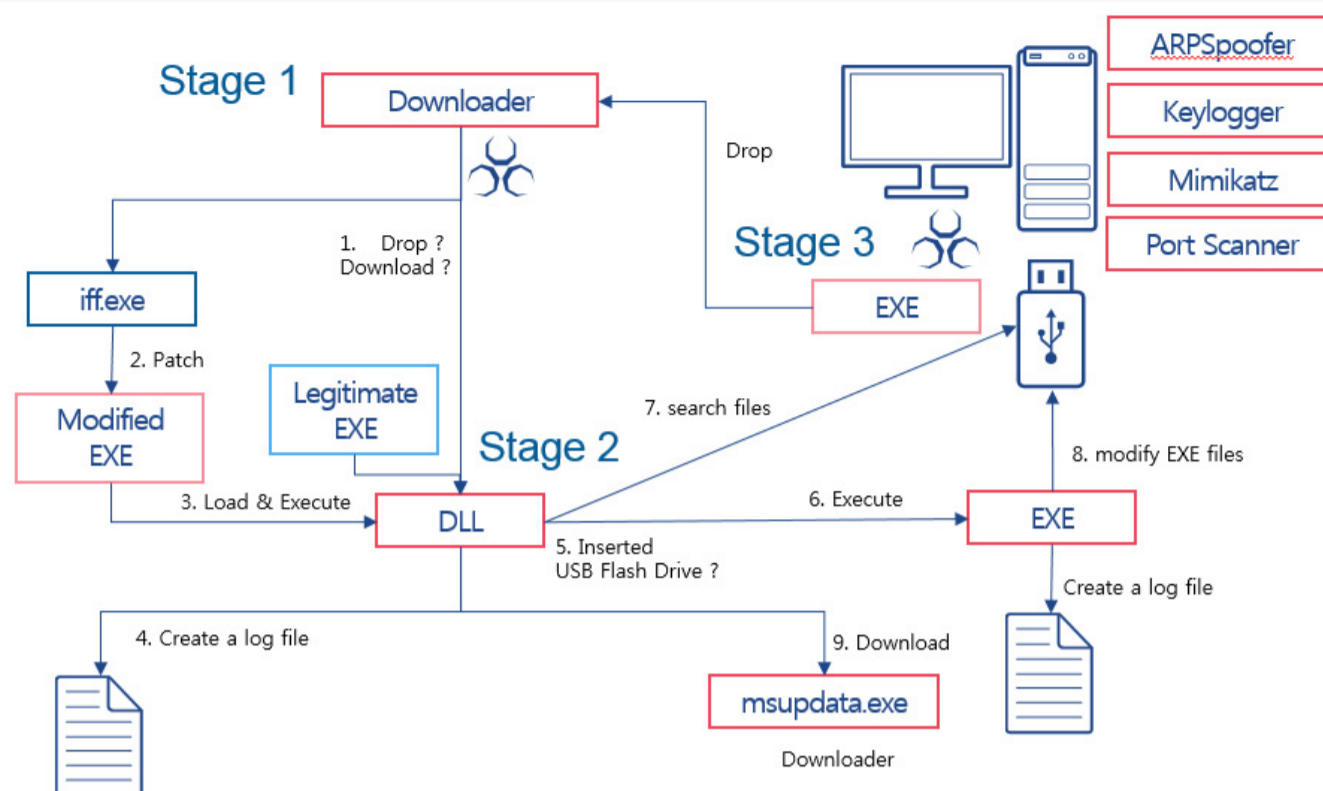 Stage 1
Downloader
ARPSpoofer
Keylogger
Mimikatz
Port Scanner
Drop
Stage 3
EXE
1. Drop ?
Download ?
iff.exe
2. Patch
Modified
EXE
Legitimate
EXE
Stage 2
3. Load & Execute
DLL
7. search files
5. Inserted
USB Flash Drive ?
6. Execute
8. modify EXE files
EXE
Create a log file
4. Create a log file
9. Download
msupdata.exe
Downloader